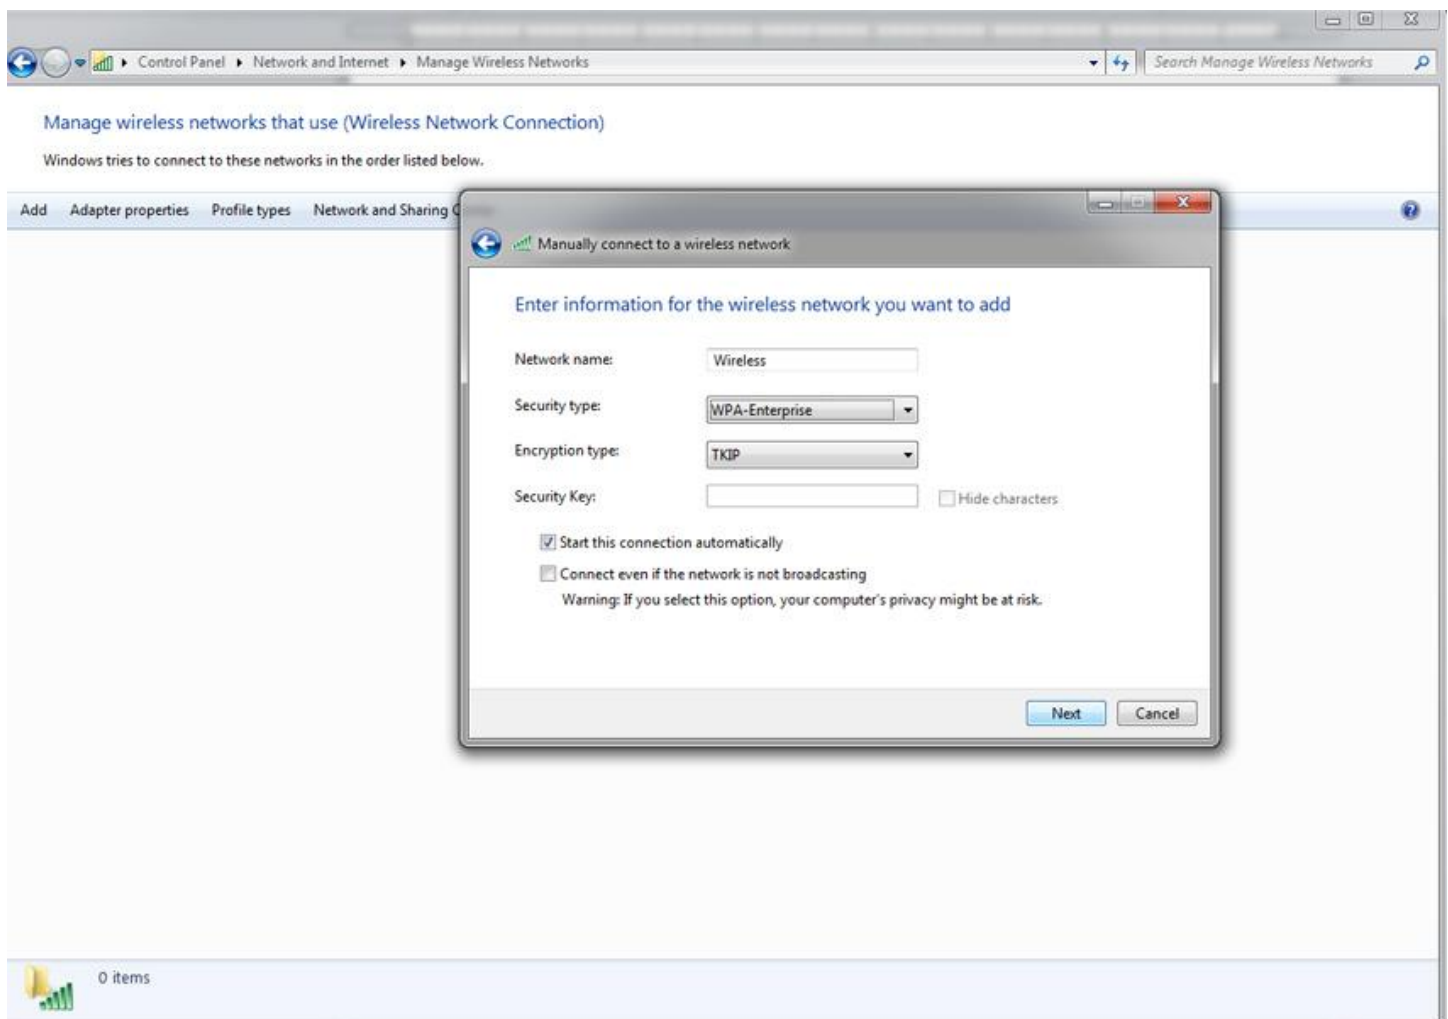 Control Panel ▸ Network and Internet ▸ Manage Wireless Networks
Search Manage Wireless Networks
Manage wireless networks that use (Wireless Network Connection)
Windows tries to connect to these networks in the order listed below.
Add Adapter properties Profile types Network and Sharing
Manually connect to a wireless network
Enter information for the wireless network you want to add
Network name: Wireless
Security type: WPA-Enterprise
Encryption type: TKIP
Security Key: Hide characters
Start this connection automatically
Connect even if the network is not broadcasting
Warning: If you select this option, your computer's privacy might be at risk.
Next Cancel
0 items